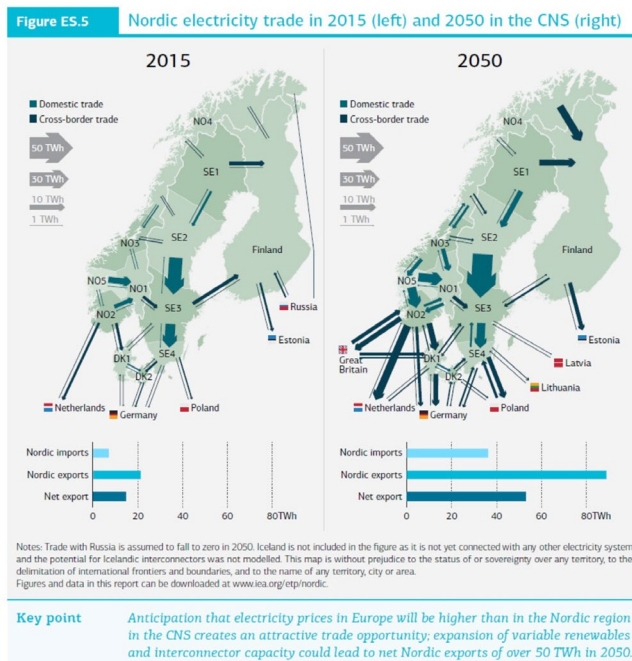 Figure ES.5
Nordic electricity trade in 2015 (left) and 2050 in the CNS (right)
2015
Domestic trade
Cross-border trade
50 TWh
30 TWh
10 TWh
1 TWh
NO4
SE1
SE2
NO3
Finland
NO5
NO1
NO2
SE3
Russia
Estonia
SE4
DK1
DK2
Netherlands
Germany
Poland
Nordic imports
Nordic exports
Net export
0
20
40
60
80TWh
2050
Domestic trade
Cross-border trade
50 TWh
30 TWh
10 TWh
1 TWh
NO4
SE1
SE2
NO3
Finland
NO5
NO1
NO2
SE3
Estonia
Great
Britain
DK1
SE4
Latvia
DK2
Lithuania
Netherlands
Germany
Poland
Nordic imports
Nordic exports
Net export
0
20
40
60
80TWh
Notes: Trade with Russia is assumed to fall to zero in 2050. Iceland is not included in the figure as it is not yet connected with any other electricity system
and the potential for Icelandic interconnectors was not modelled. This map is without prejudice to the status of or sovereignty over any territory, to the
delimitation of international frontiers and boundaries, and to the name of any territory, city or area.
Figures and data in this report can be downloaded at www.iea.org/etp/nordic.
Key point
Anticipation that electricity prices in Europe will be higher than in the Nordic region
in the CNS creates an attractive trade opportunity; expansion of variable renewables
and interconnector capacity could lead to net Nordic exports of over 50 TWh in 2050.